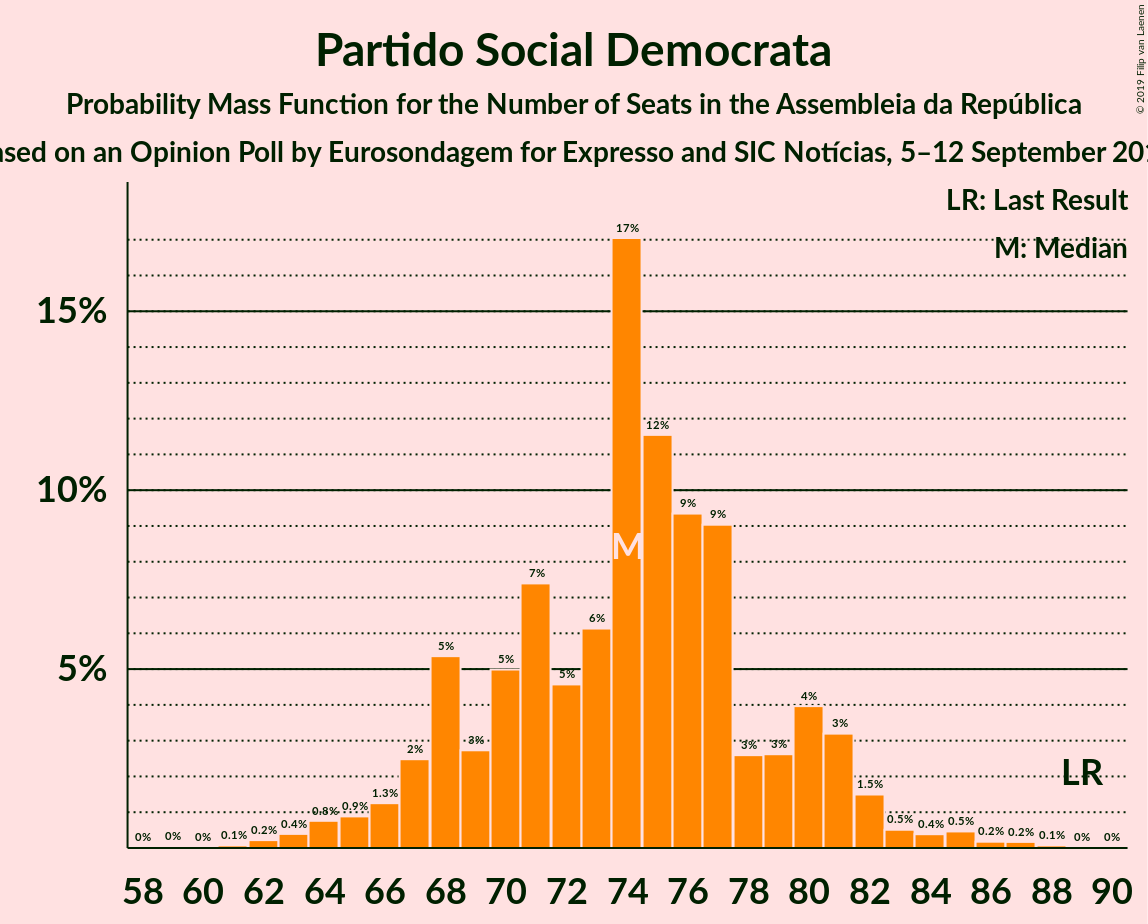 Partido Social Democrata
Probability Mass Function for the Number of Seats in the Assembleia da República
on an Opinion Poll by Eurosondagem for Expresso and SIC Notícias, 5–12 September
© 2019 Filip van Laenen
LR: Last Result
M: Median
15%
10%
5%
0% 0% 0% 0.1% 0.2% 0.4% 0.8% 0.9% 1.3% 2% 5% 3% 5% 7% 5% 6% 17% 12% 9% 9% 3% 3% 4% 3% 1.5% 0.5% 0.4% 0.5% 0.2% 0.2% 0.1% 0% 0%
M
LR
58 60 62 64 66 68 70 72 74 76 78 80 82 84 86 88 90